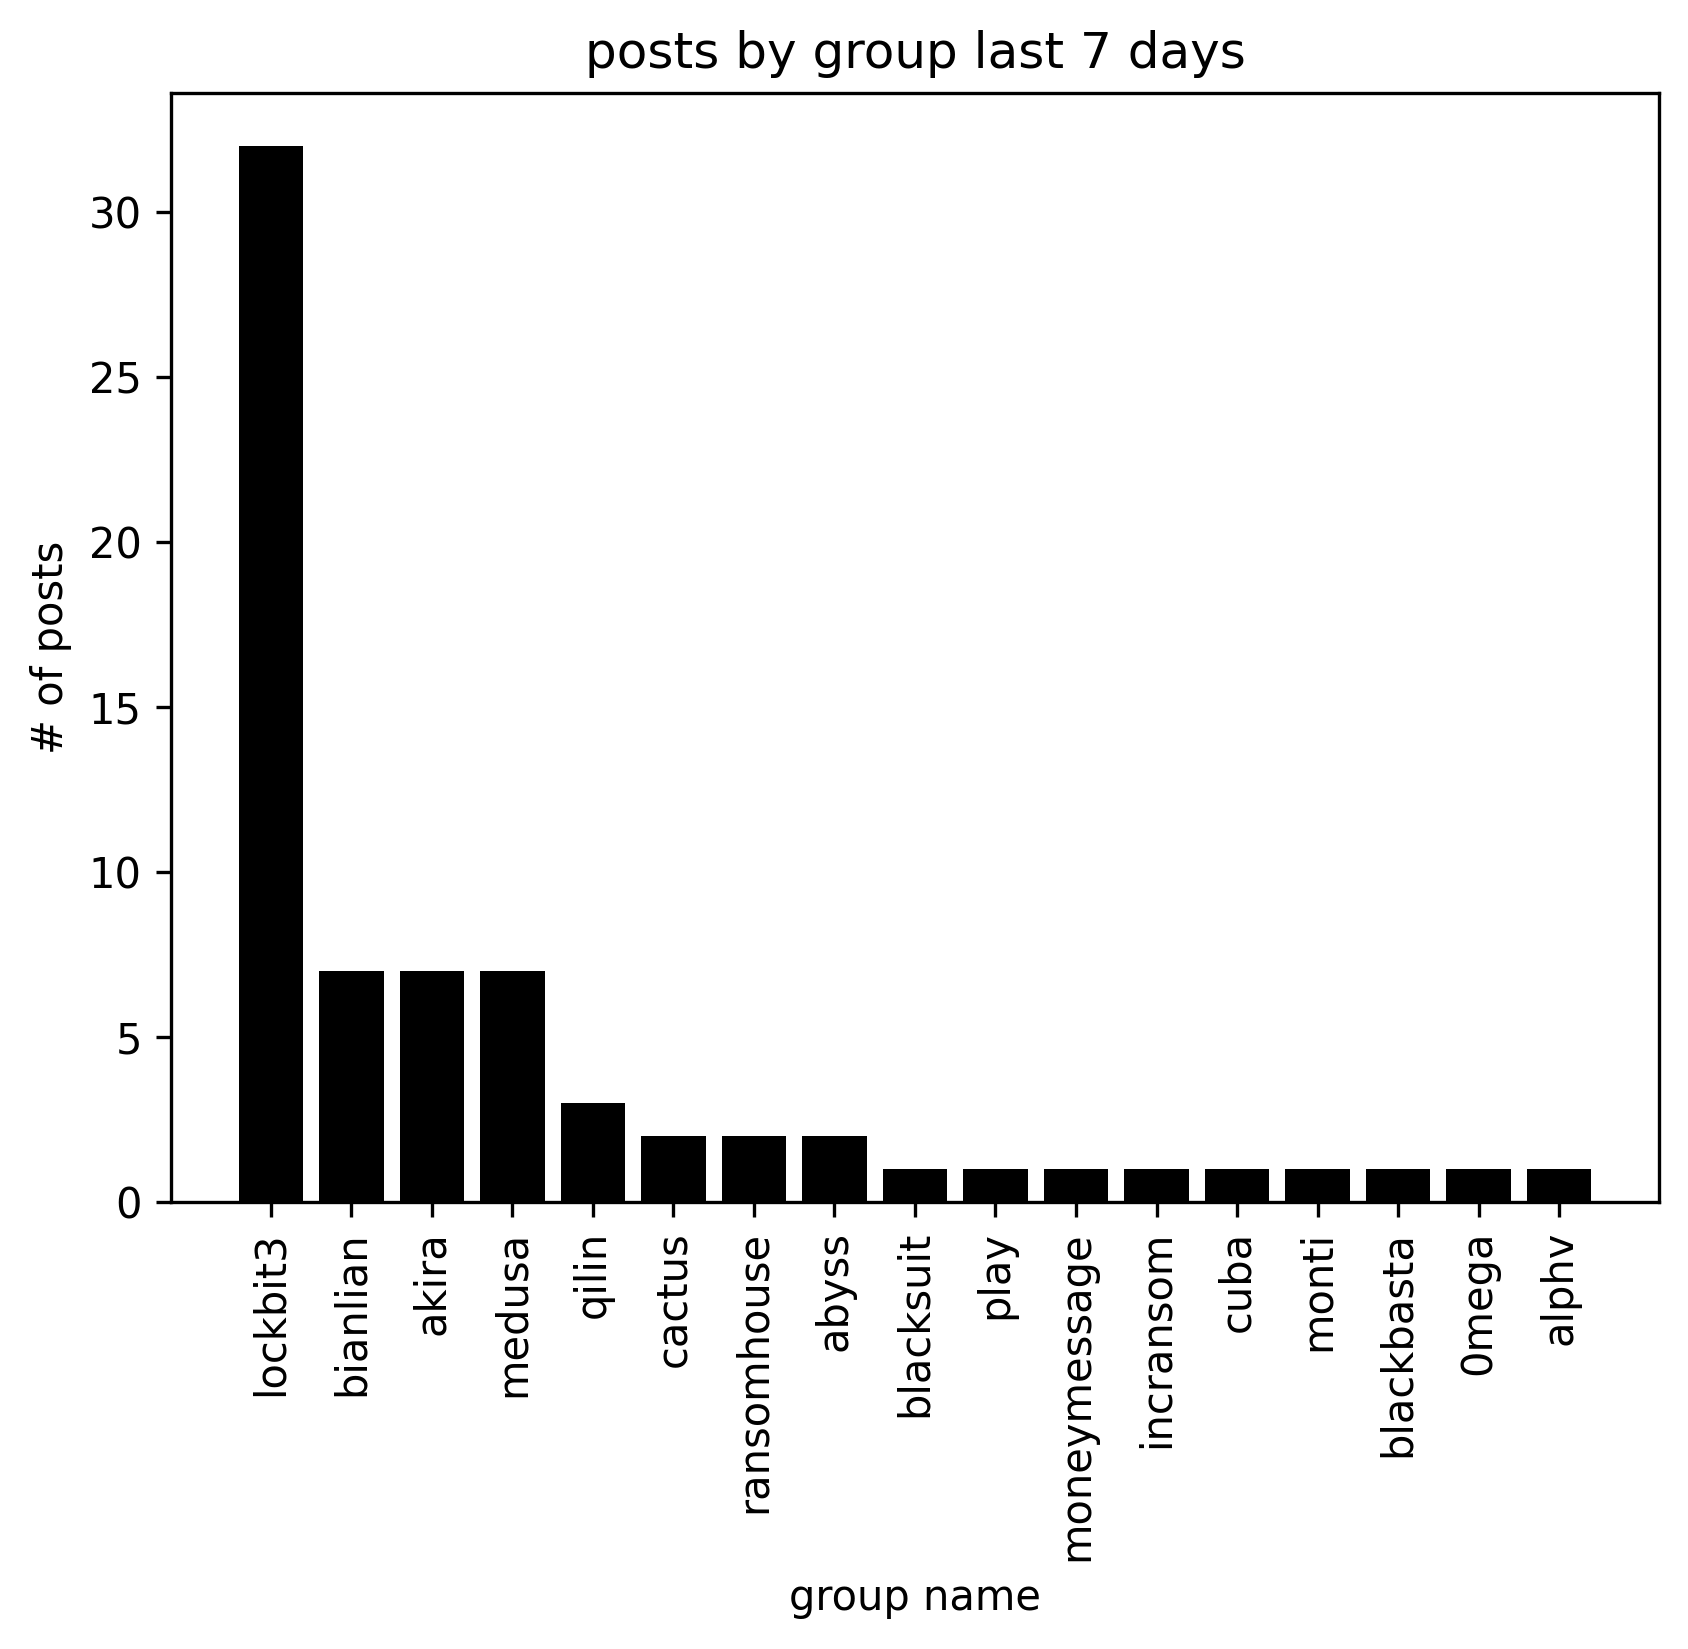 posts by group last 7 days
# of posts
30
25
20
15
10
5
0
lockbit3
bianlian
akira
medusa
qilin
cactus
ransomhouse
abyss
blacksuit
play
moneymessage
incransom
cuba
monti
blackbasta
0mega
alphv
group name